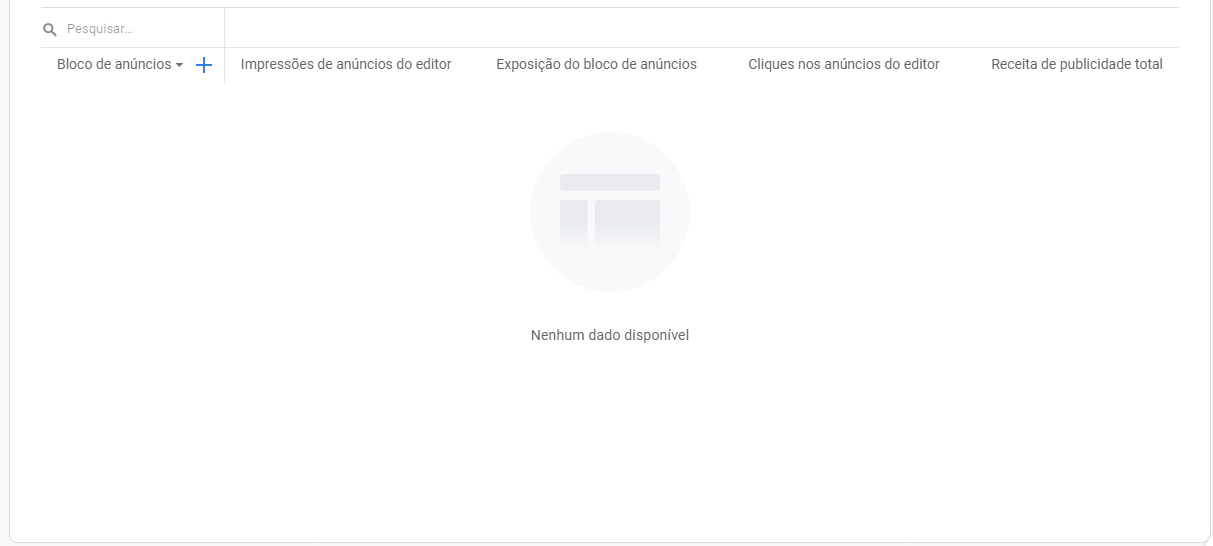 Pesquisar...
Bloco de anúncios
Impressões de anúncios do editor
Exposição do bloco de anúncios
Cliques nos anúncios do editor
Receita de publicidade total
Nenhum dado disponível